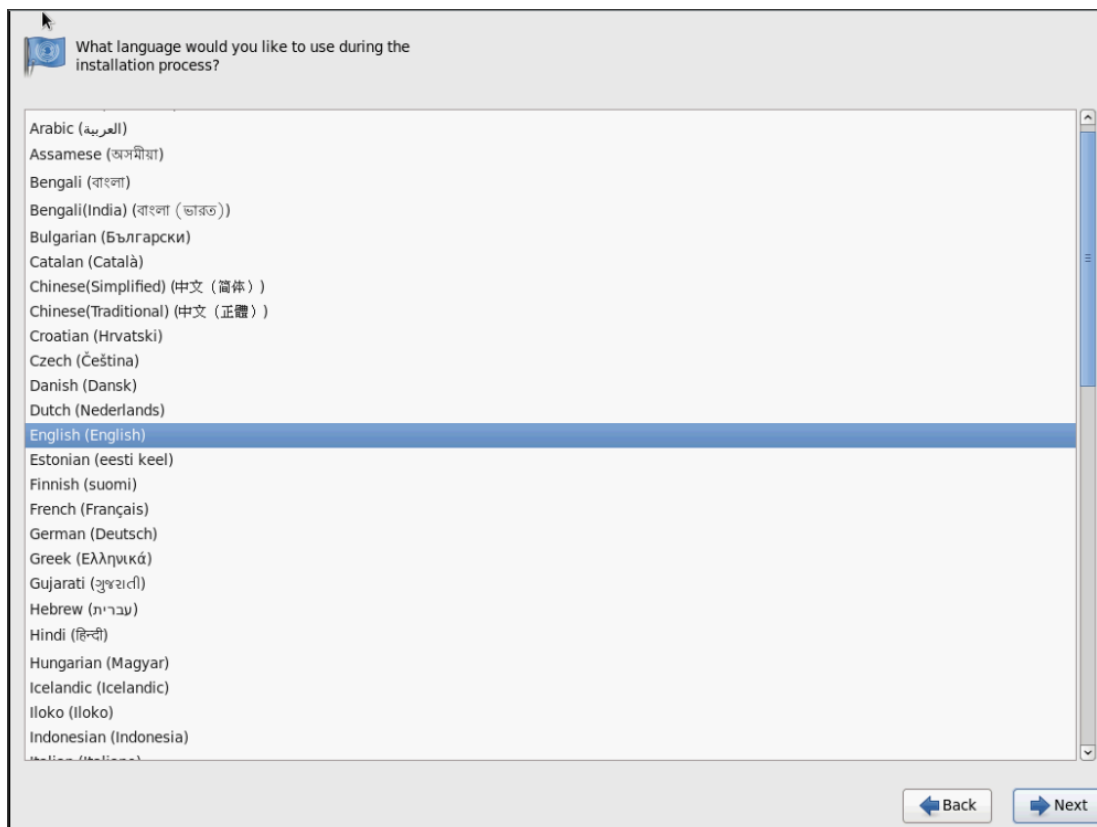 What language would you like to use during the
installation process?
Arabic (العربية)
Assamese (অসমীয়া)
Bengali (বাংলা)
Bengali(India) (বাংলা (ভারত))
Bulgarian (Български)
Catalan (Català)
Chinese(Simplified) (中文（简体）)
Chinese(Traditional) (中文（正體）)
Croatian (Hrvatski)
Czech (Čeština)
Danish (Dansk)
Dutch (Nederlands)
English (English)
Estonian (eesti keel)
Finnish (suomi)
French (Français)
German (Deutsch)
Greek (Ελληνικά)
Gujarati (ગુજરાતી)
Hebrew (עברית)
Hindi (हिन्दी)
Hungarian (Magyar)
Icelandic (Icelandic)
Iloko (Iloko)
Indonesian (Indonesia)
Italian (Italiano)
Back
Next